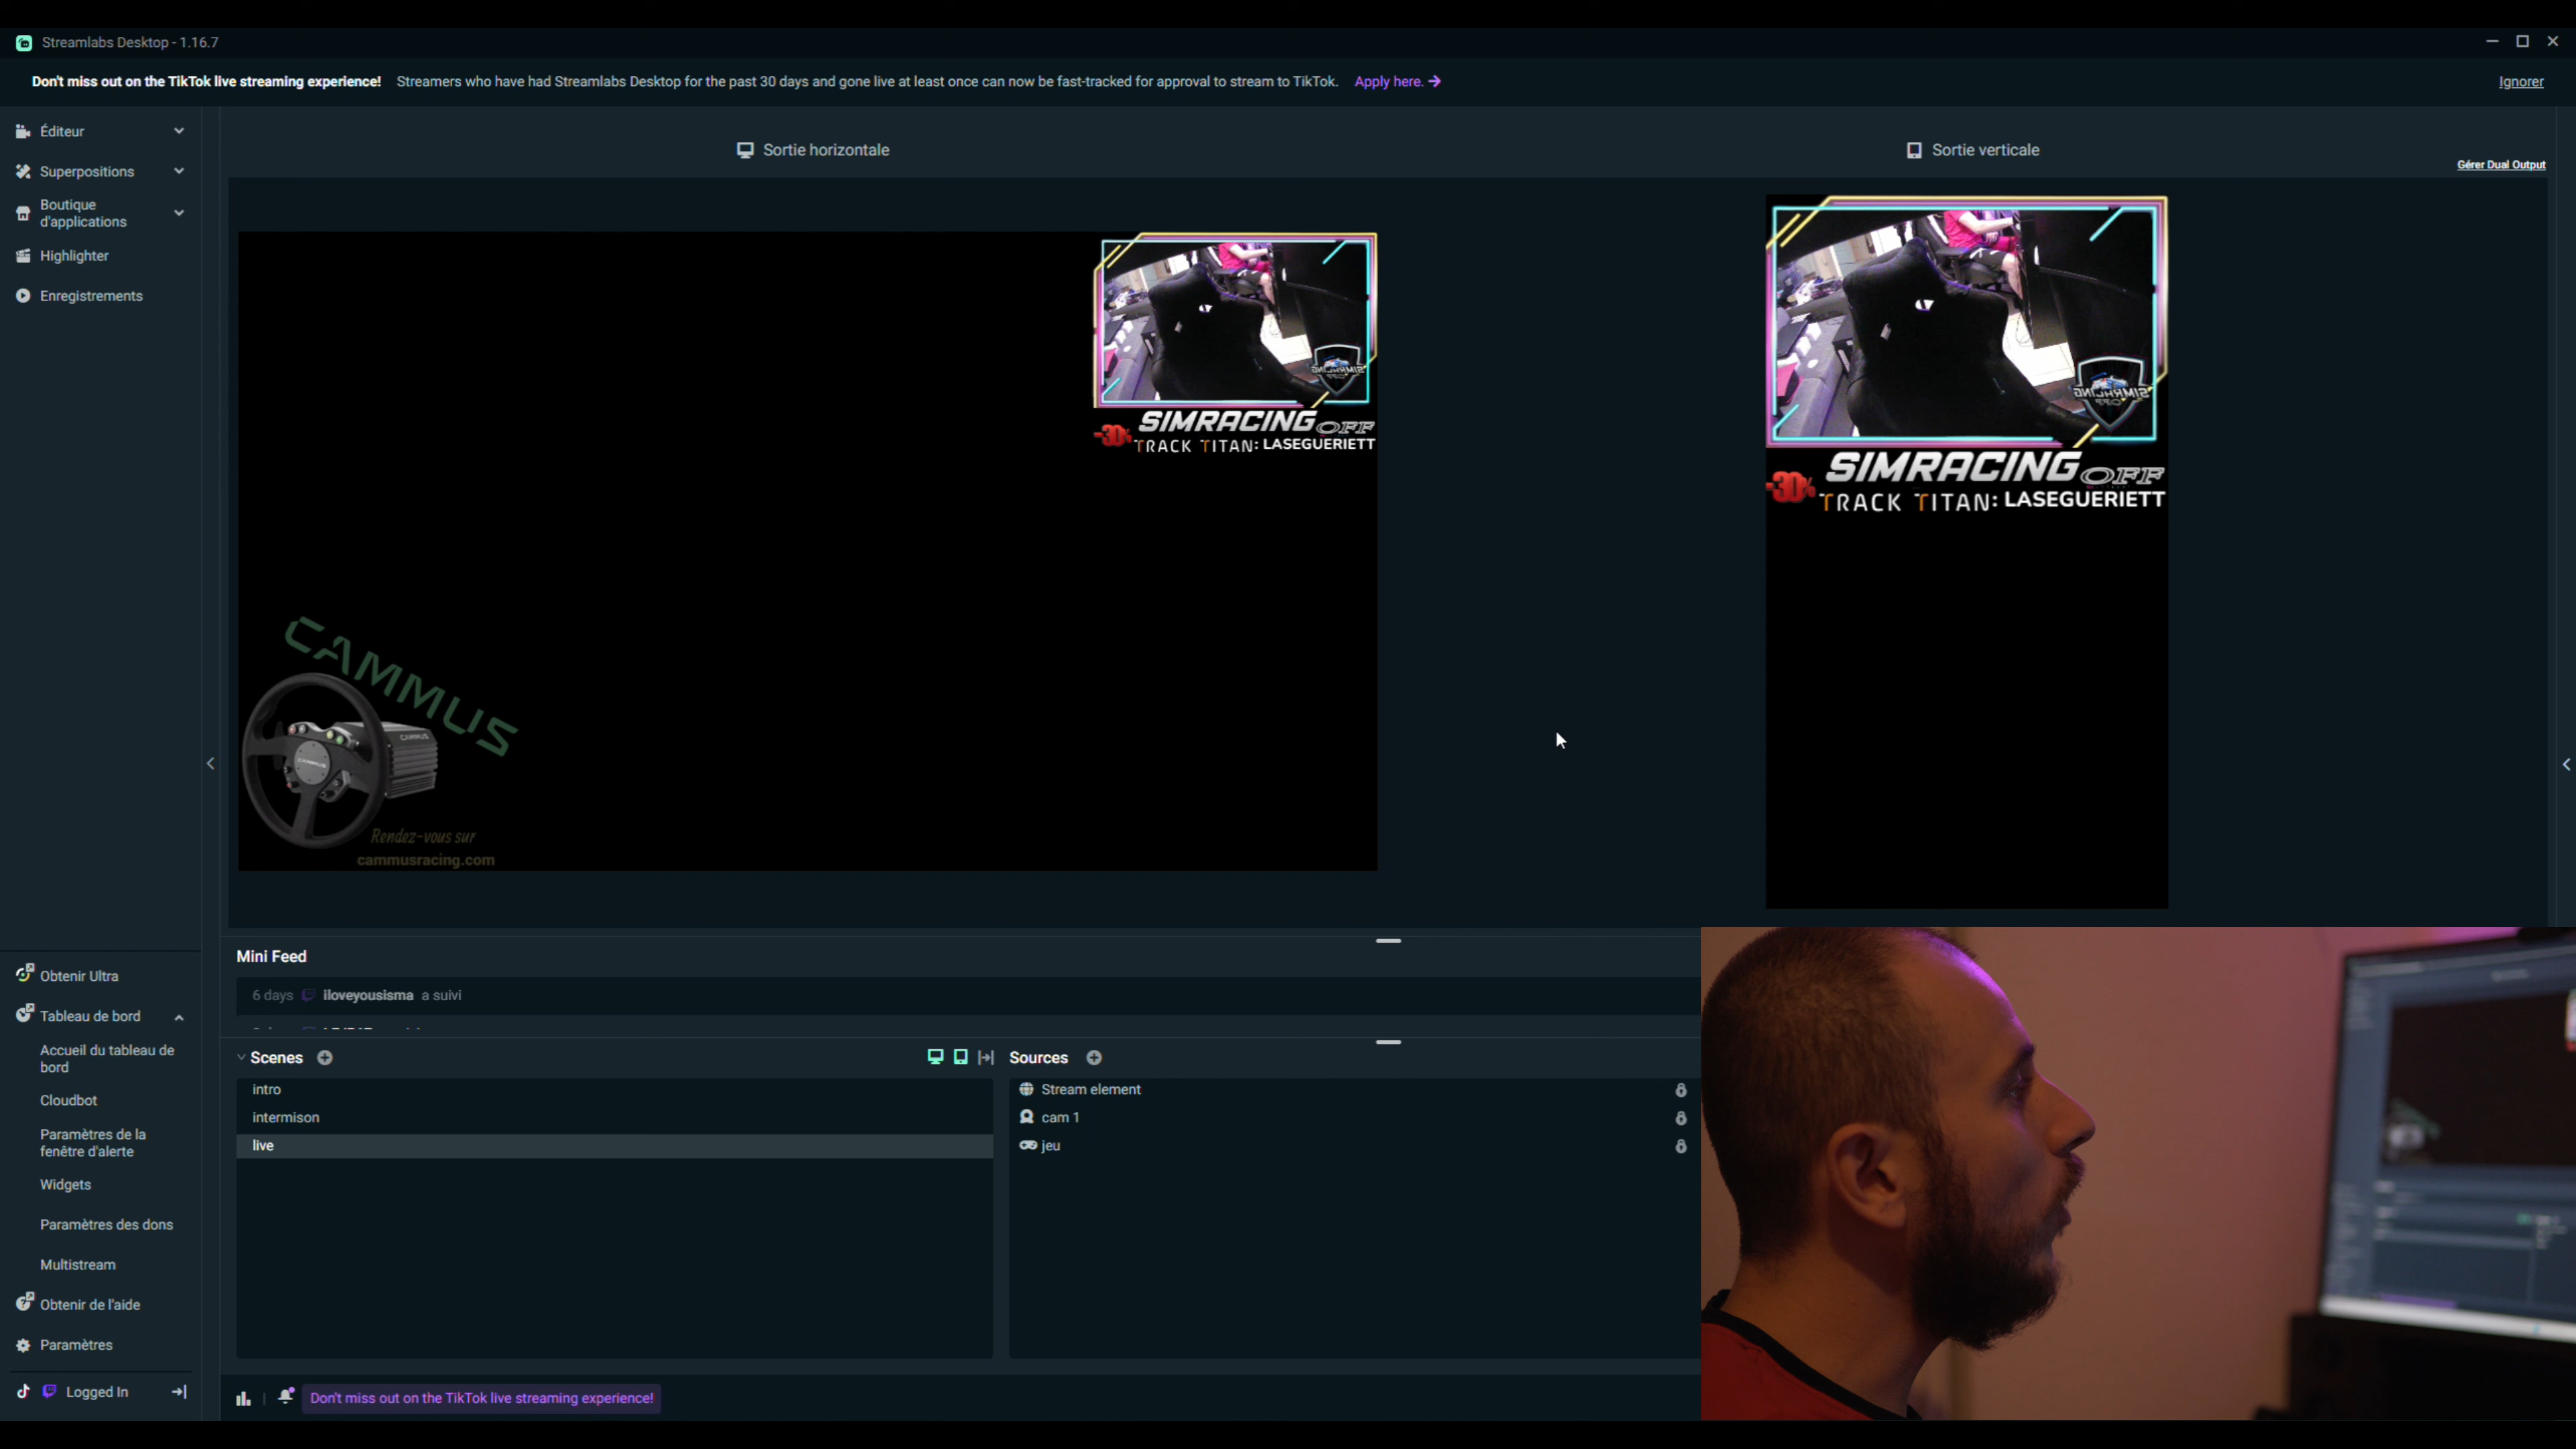 Streamlabs Desktop - 1.16.7
Don't miss out on the TikTok live streaming experience! Streamers who have had Streamlabs Desktop for the past 30 days and gone live at least once can now be fast-tracked for approval to stream to TikTok. Apply here.
Ignorer
Éditeur
Superpositions
Boutique
d'applications
Highlighter
Enregistrements
Sortie horizontale
Sortie verticale
Gérer Dual Output
SIMRACING OFF
-30% TRACK TITAN: LASEGUERIETT
CAMMUS
CAMMUS
CAMMUS
Rendez-vous sur
cammusracing.com
SIMRACING OFF
-30% TRACK TITAN: LASEGUERIETT
Obtenir Ultra
Tableau de bord
Accueil du tableau de
bord
Cloudbot
Paramètres de la
fenêtre d'alerte
Widgets
Paramètres des dons
Multistream
Obtenir de l'aide
Paramètres
Logged In
Mini Feed
6 days iloveyousisma a suivi
Scenes
intro
intermison
live
Sources
Stream element
cam 1
jeu
Don't miss out on the TikTok live streaming experience!